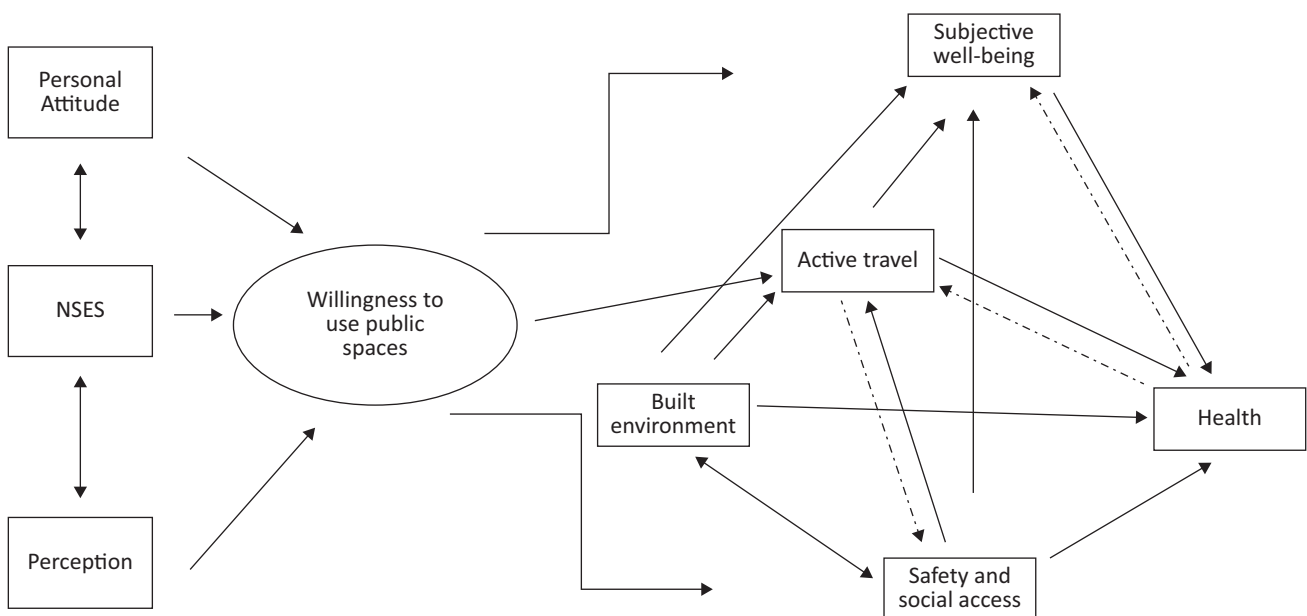 Personal
Attitude
NSES
Perception
Willingness to
use public
spaces
Subjective
well-being
Active travel
Built
environment
Health
Safety and
social access